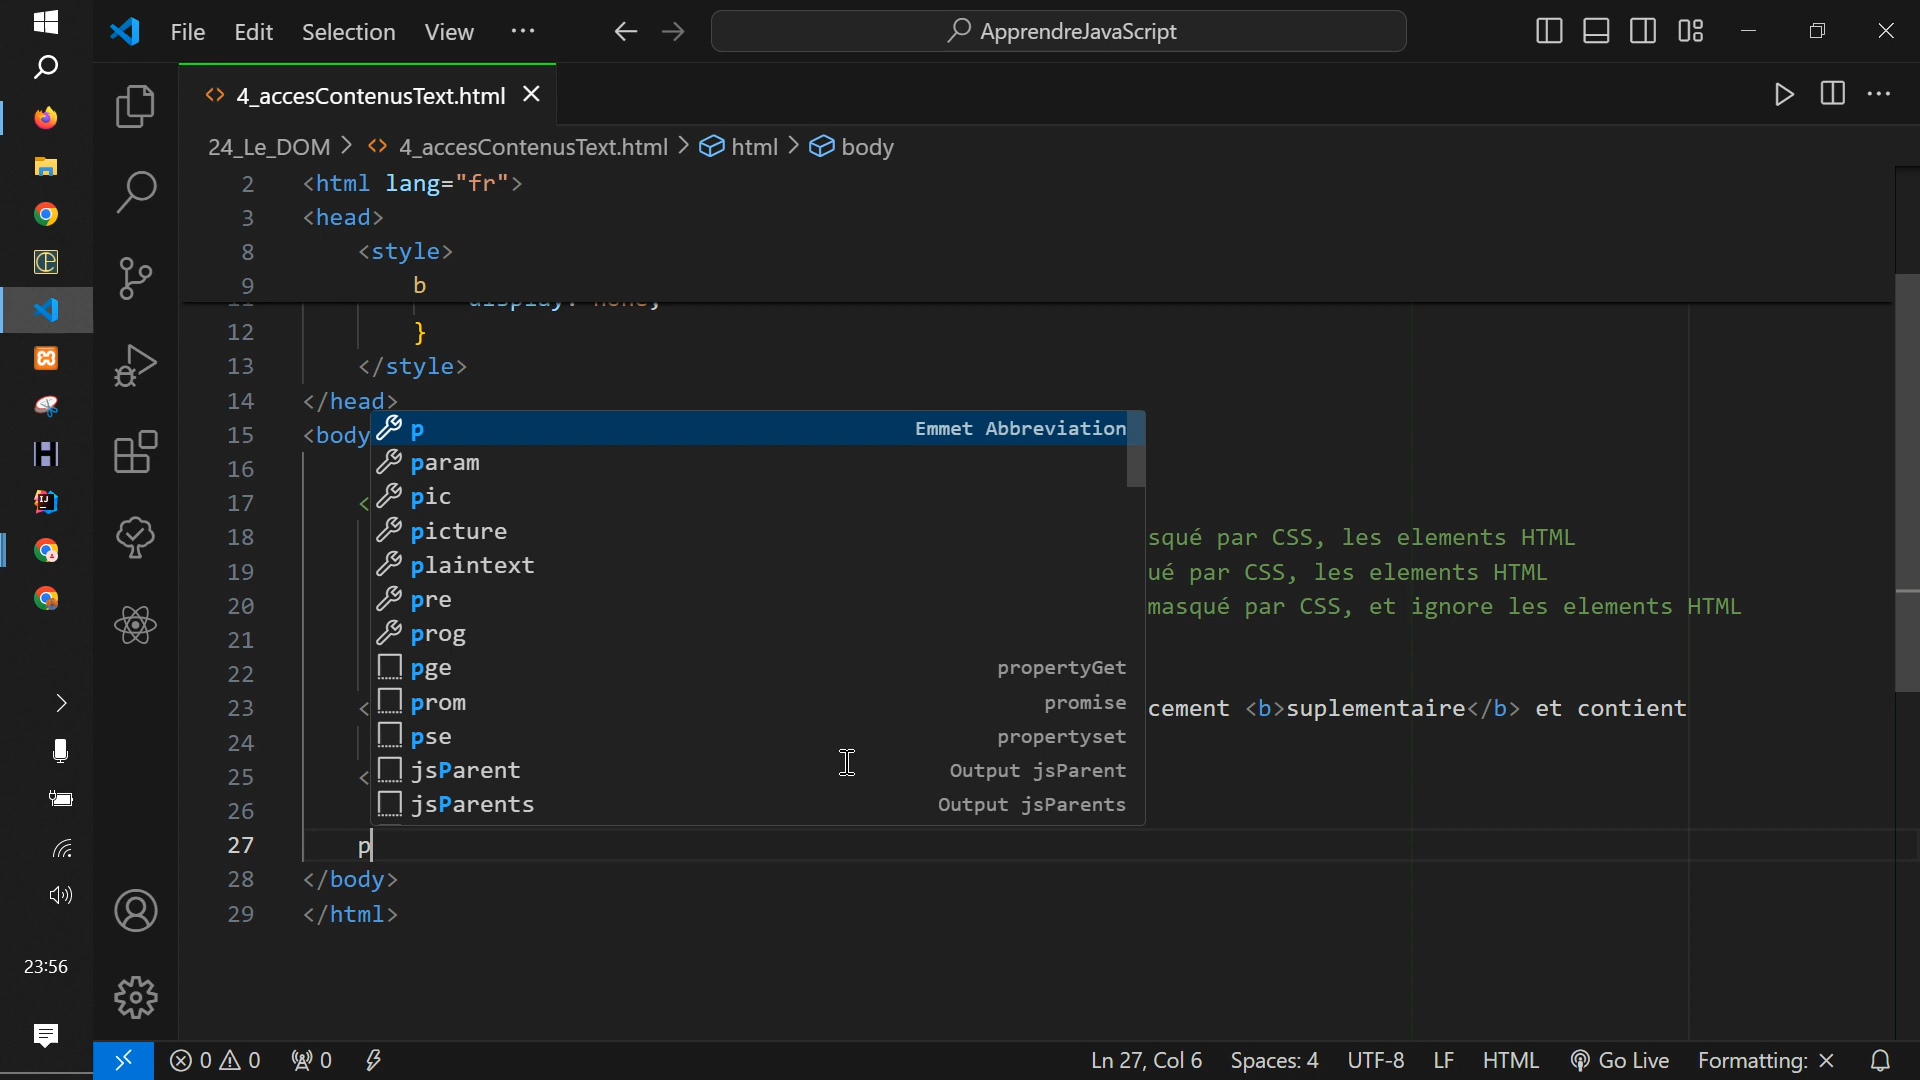 File Edit Selection View ··· ApprendreJavaScript
4_accesContenusText.html
24_Le_DOM > 4_accesContenusText.html > html > body
2 <html lang="fr">
3 <head>
8 <style>
9 b
12 }
13 </style>
14 </head>
15 <body
16
17 <
18 squé par CSS, les elements HTML
19 ué par CSS, les elements HTML
20 masqué par CSS, et ignore les elements HTML
21
22
23 < cement <b>suplementaire</b> et contient
24
25 <
26
27 p
28 </body>
29 </html>
p Emmet Abbreviation
param
pic
picture
plaintext
pre
prog
pge propertyGet
prom promise
pse propertyset
jsParent Output jsParent
jsParents Output jsParents
23:56
0 0 0 Ln 27, Col 6 Spaces: 4 UTF-8 LF HTML Go Live Formatting: ×